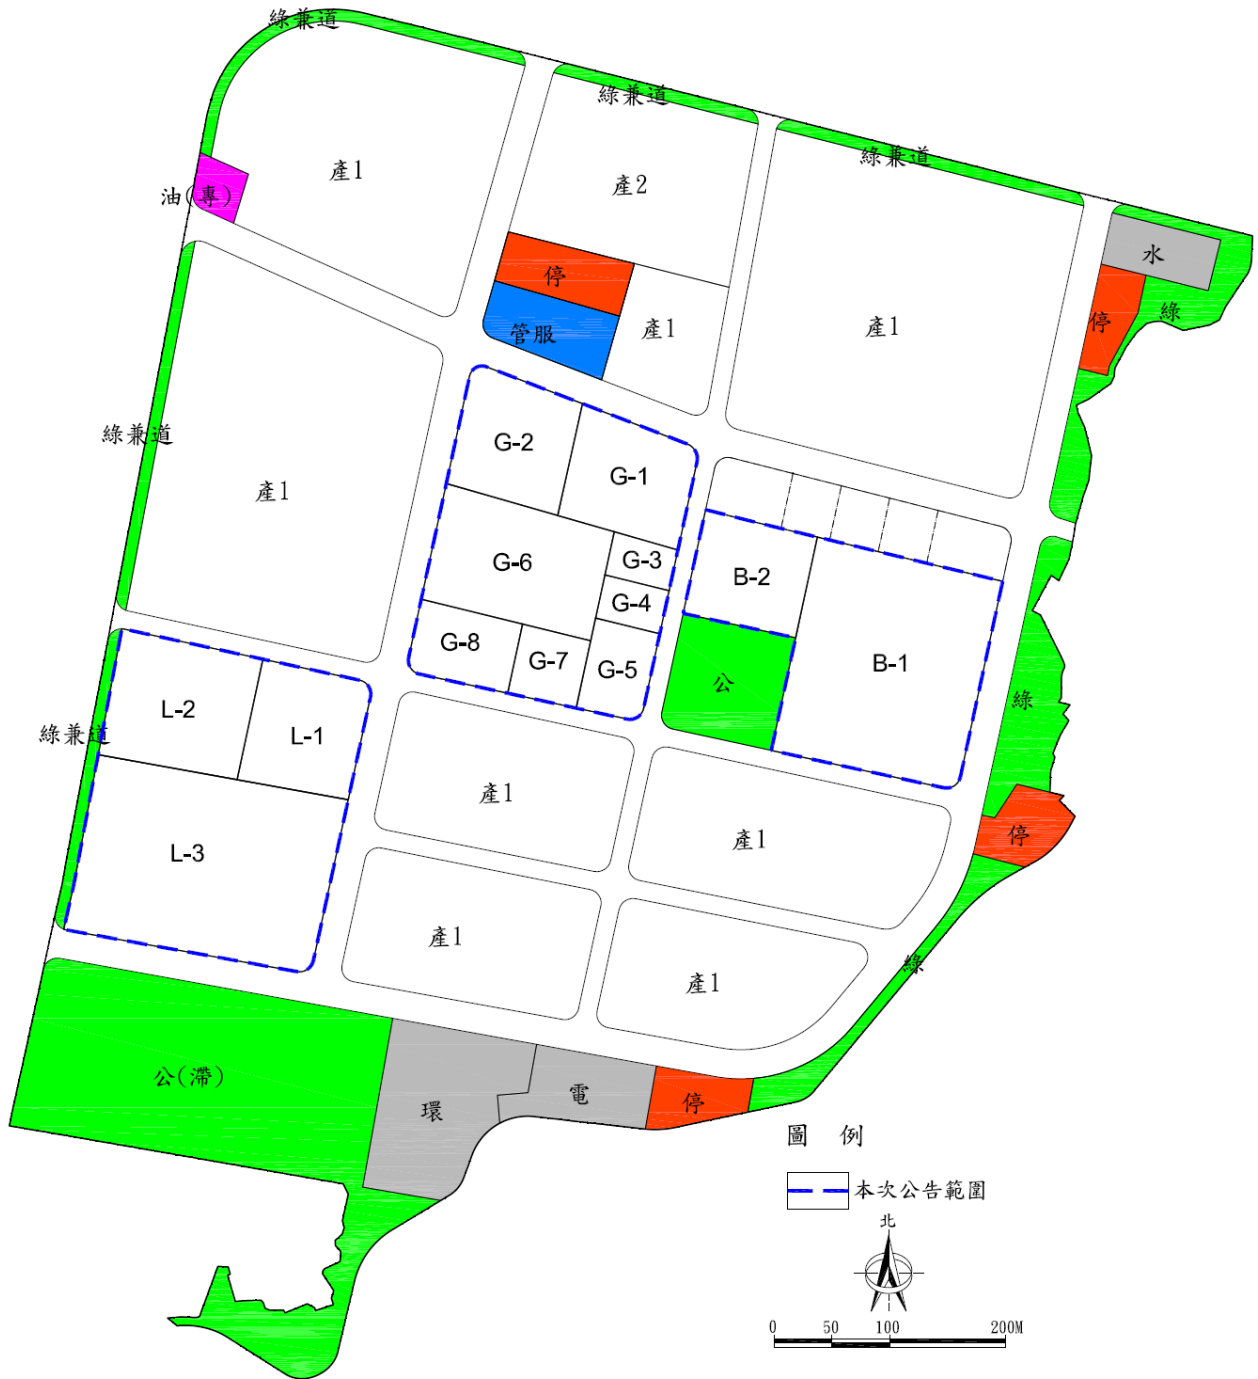 綠兼道
綠兼道
綠兼道
產1
產2
油(專)
水
停
綠
停
產1
產1
管服
綠兼道
G-2
G-1
產1
G-6
G-3
B-2
G-4
G-8
G-7
G-5
B-1
公
綠
L-2
L-1
綠兼道
產1
產1
停
L-3
產1
綠
產1
公(滯)
環
電
停
圖 例
本次公告範圍
北
0 50 100 200M